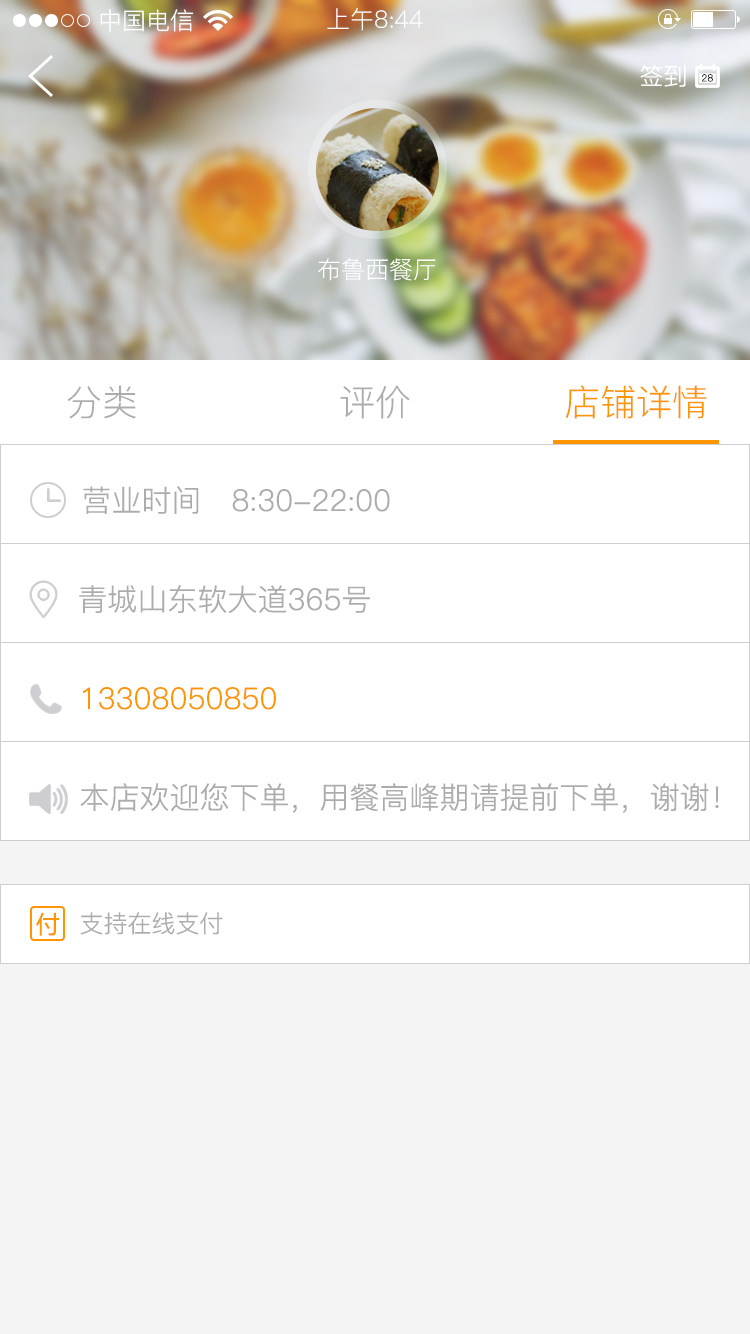 中国电信 上午8:44
签到 28
布鲁西餐厅
分类 评价 店铺详情
营业时间 8:30-22:00
青城山东软大道365号
13308050850
本店欢迎您下单，用餐高峰期请提前下单，谢谢！
付 支持在线支付